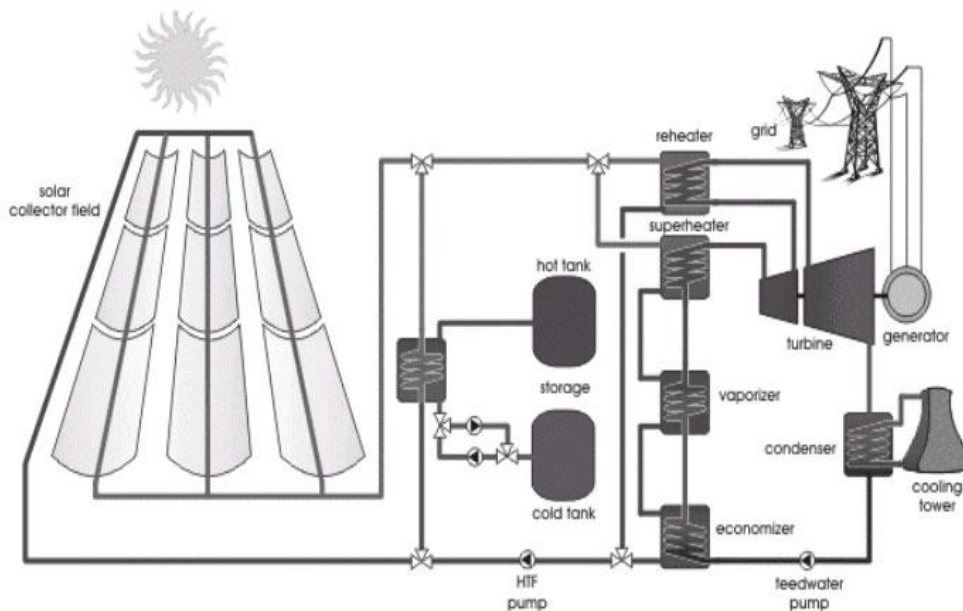 grid
reheater
solar
collector field
superheater
hot tank
storage
turbine
generator
vaporizer
condenser
cooling
tower
cold tank
economizer
HTF
pump
feedwater
pump